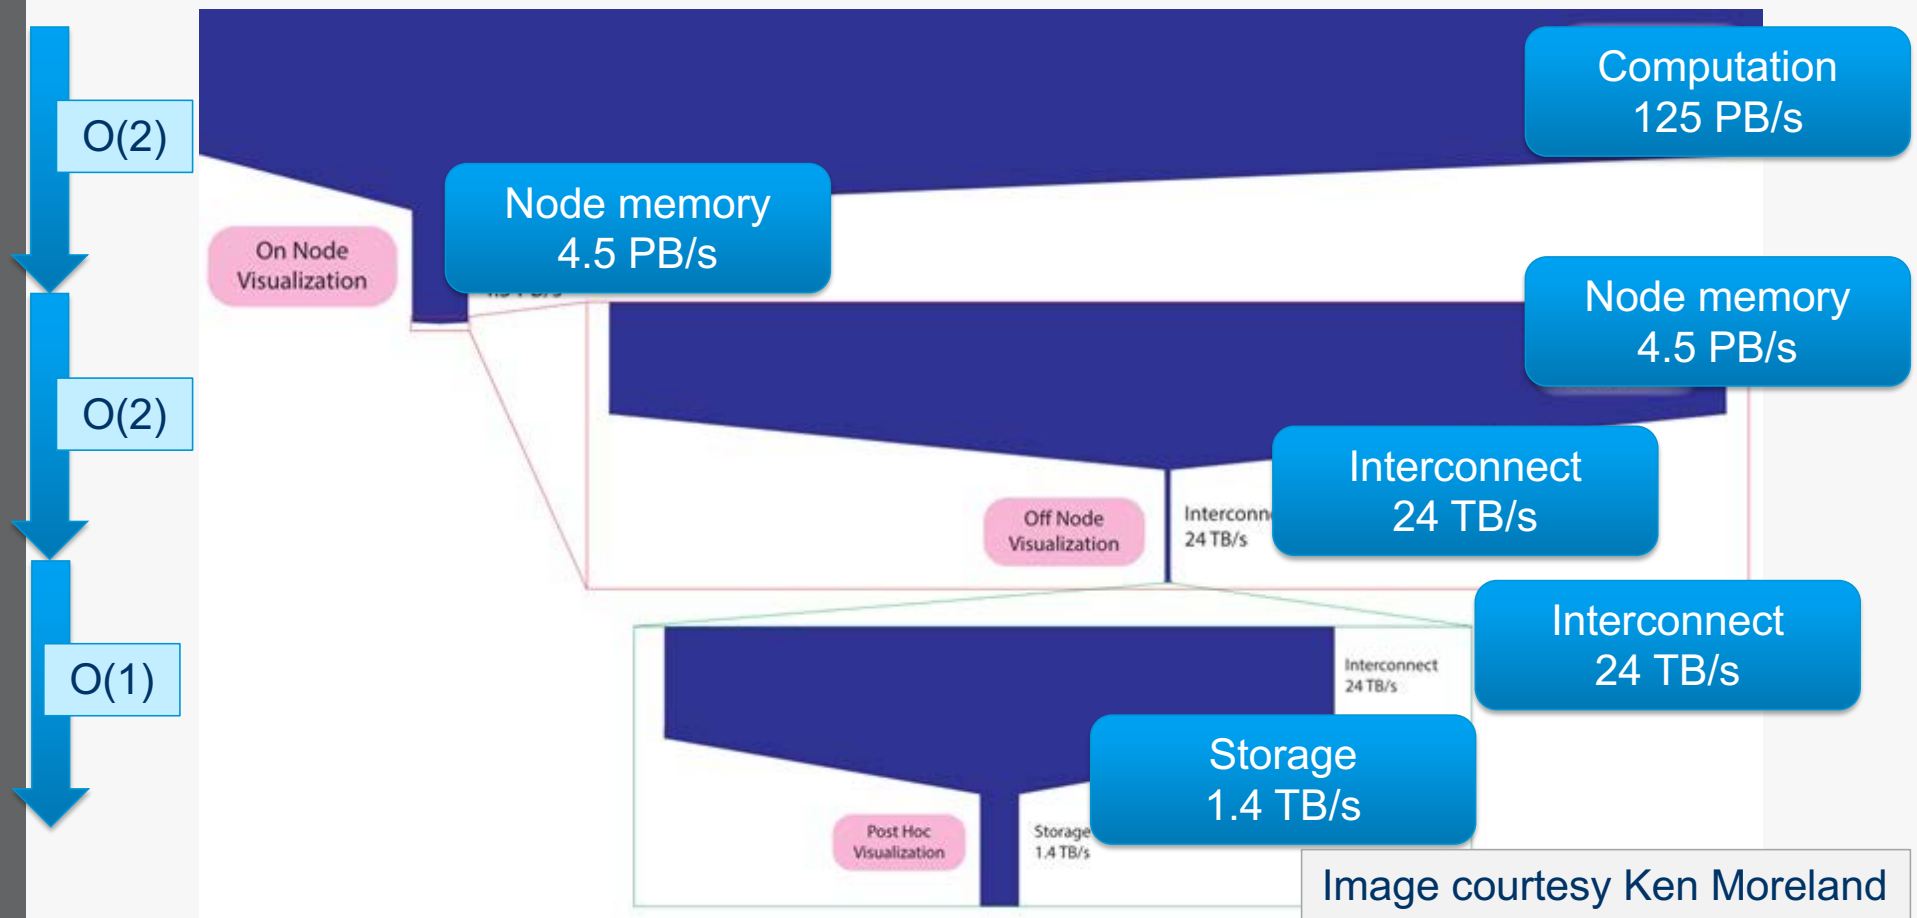 Computation
125 PB/s
O(2)
Node memory
4.5 PB/s
On Node
Visualization
Node memory
4.5 PB/s
O(2)
Interconnect
24 TB/s
Off Node
Visualization
24 TB/s
Interconnect
24 TB/s
O(1)
Interconnect
24 TB/s
Storage
1.4 TB/s
Post Hoc
Visualization
Storage
1.4 TB/s
Image courtesy Ken Moreland